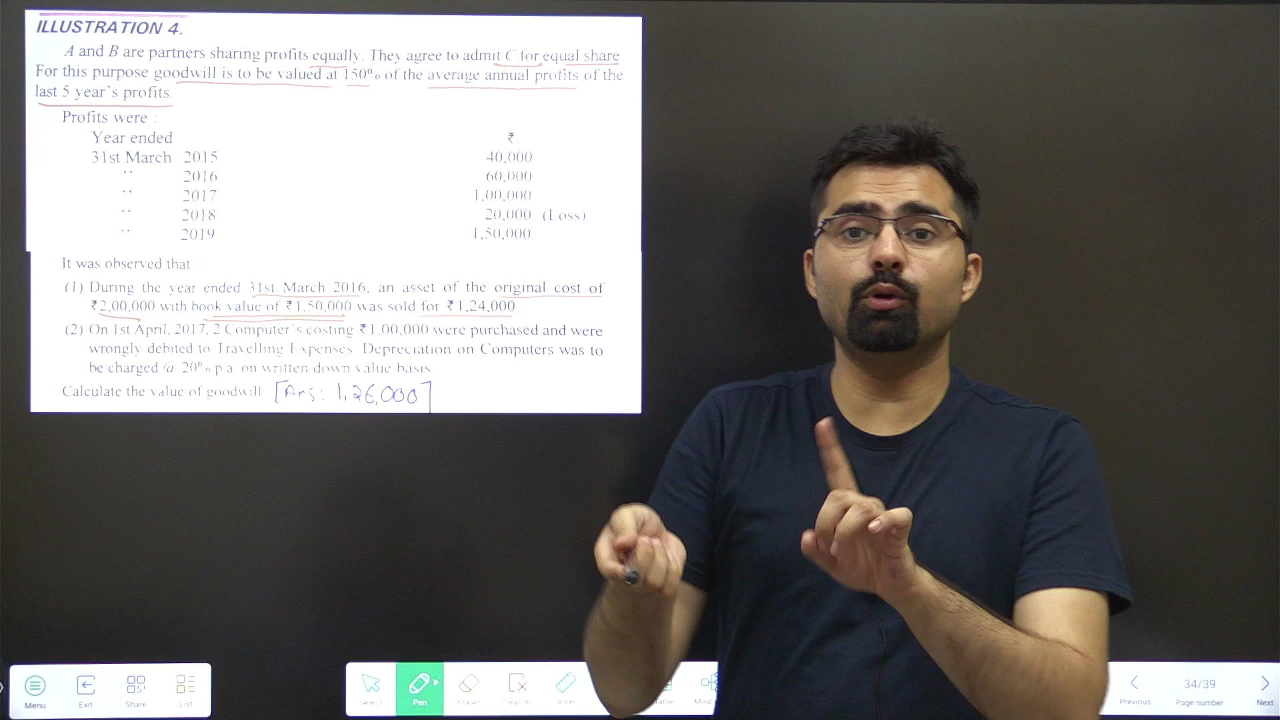 ILLUSTRATION 4.
A and B are partners sharing profits equally. They agree to admit C for equal share
For this purpose goodwill is to be valued at 150% of the average annual profits of the
last 5 year's profits.
Profits were :
Year ended ₹
31st March 2015 40,000
" 2016 60,000
" 2017 1,00,000
" 2018 20,000 (Loss)
" 2019 1,50,000
It was observed that
(1) During the year ended 31st March 2016, an asset of the original cost of
₹2,00,000 with book value of ₹1,50,000 was sold for ₹1,24,000
(2) On 1st April, 2017, 2 Computer's costing ₹1,00,000 were purchased and were
wrongly debited to Travelling Expenses. Depreciation on Computers was to
be charged @ 20% p.a. on written down value basis.
Calculate the value of goodwill [Ans: 1,26,000]
Menu
Exit
Share
List
Select
Pen
Previous
34/39
Page number
Next